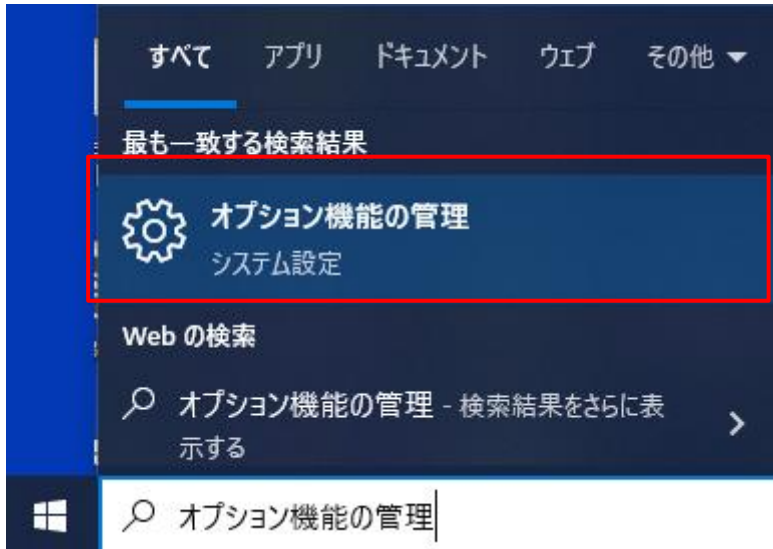 すべて アプリ ドキュメント ウェブ その他
最も一致する検索結果
オプション機能の管理
システム設定
Web の検索
オプション機能の管理 - 検索結果をさらに表
示する
オプション機能の管理